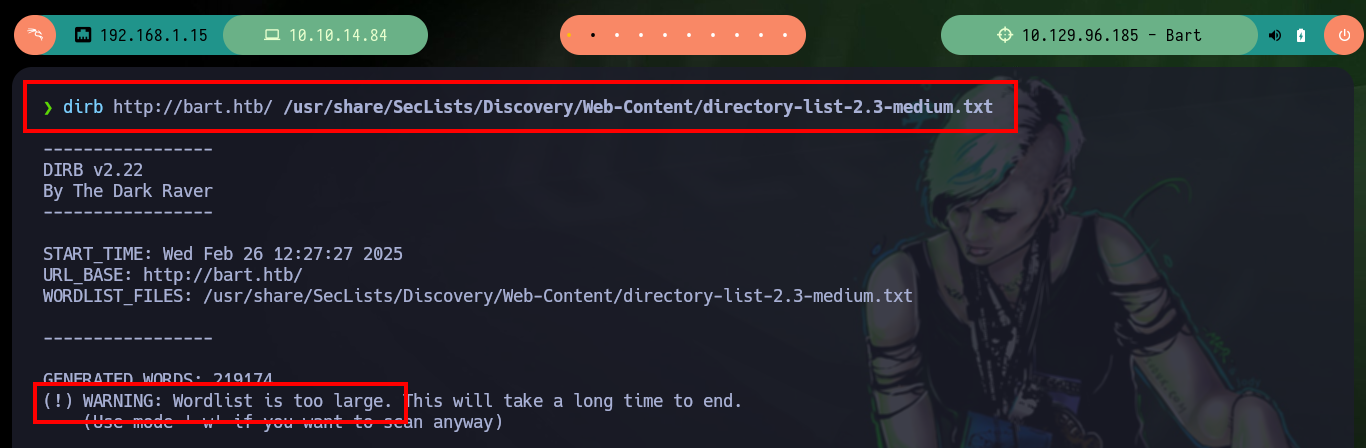 192.168.1.15 10.10.14.84 10.129.96.185 - Bart
❯ dirb http://bart.htb/ /usr/share/SecLists/Discovery/Web-Content/directory-list-2.3-medium.txt
-----------------
DIRB v2.22
By The Dark Raver
-----------------
START_TIME: Wed Feb 26 12:27:27 2025
URL_BASE: http://bart.htb/
WORDLIST_FILES: /usr/share/SecLists/Discovery/Web-Content/directory-list-2.3-medium.txt
-----------------
GENERATED WORDS: 219174
(!) WARNING: Wordlist is too large. This will take a long time to end.
(Use mode '-w' if you want to scan anyway)